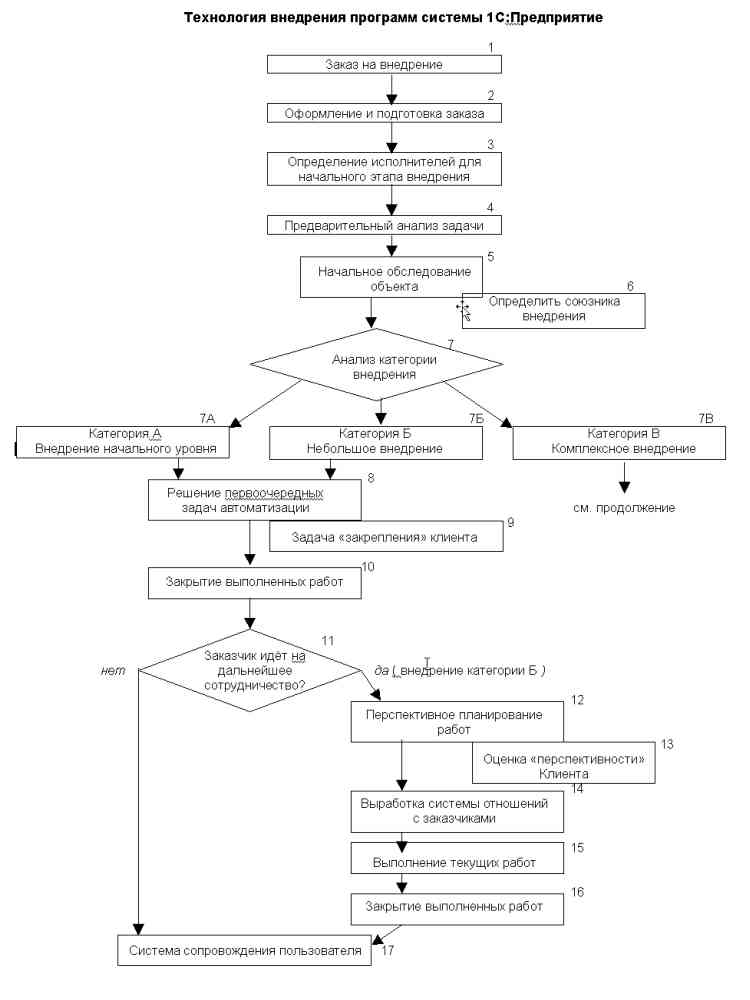 Технология внедрения программ системы 1С:Предприятие
1
Заказ на внедрение
2
Оформление и подготовка заказа
3
Определение исполнителей для
начального этапа внедрения
4
Предварительный анализ задачи
5
Начальное обследование
объекта
6
Определить союзника
внедрения
7
Анализ категории
внедрения
7А
Категория А
Внедрение начального уровня
7Б
Категория Б
Небольшое внедрение
7В
Категория В
Комплексное внедрение
см. продолжение
8
Решение первоочередных
задач автоматизации
9
Задача «закрепления» клиента
10
Закрытие выполненных работ
11
Заказчик идёт на
дальнейшее
сотрудничество?
нет
да ( внедрение категории Б )
12
Перспективное планирование
работ
13
Оценка «перспективности»
Клиента
14
Выработка системы отношений
с заказчиками
15
Выполнение текущих работ
16
Закрытие выполненных работ
Система сопровождения пользователя
17